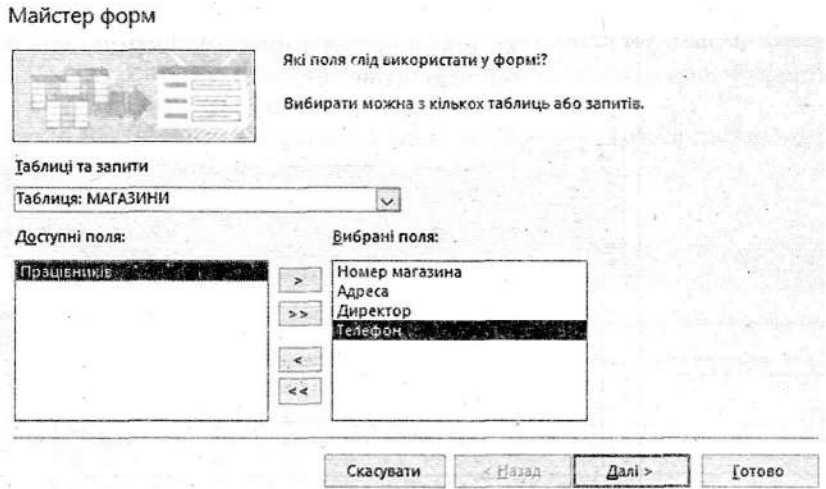 Майстер форм
Які поля слід використати у формі?
Вибирати можна з кількох таблиць або запитів.
Таблиці та запити
Таблиця: МАГАЗИНИ
Доступні поля:
Вибрані поля:
Працівників
>
>>
<
<<
Номер магазина
Адреса
Директор
Телефон
Скасувати
< Назад
Далі >
Готово